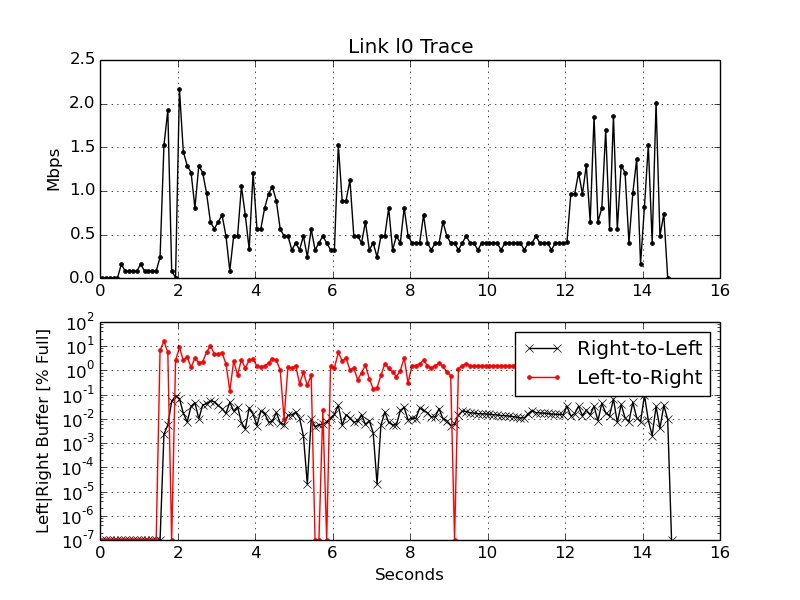 Link l0 Trace
Mbps
2.5
2.0
1.5
1.0
0.5
0.0
0 2 4 6 8 10 12 14 16
Left|Right Buffer [% Full]
10^2
10^1
10^0
10^-1
10^-2
10^-3
10^-4
10^-5
10^-6
10^-7
Right-to-Left
Left-to-Right
0 2 4 6 8 10 12 14 16
Seconds